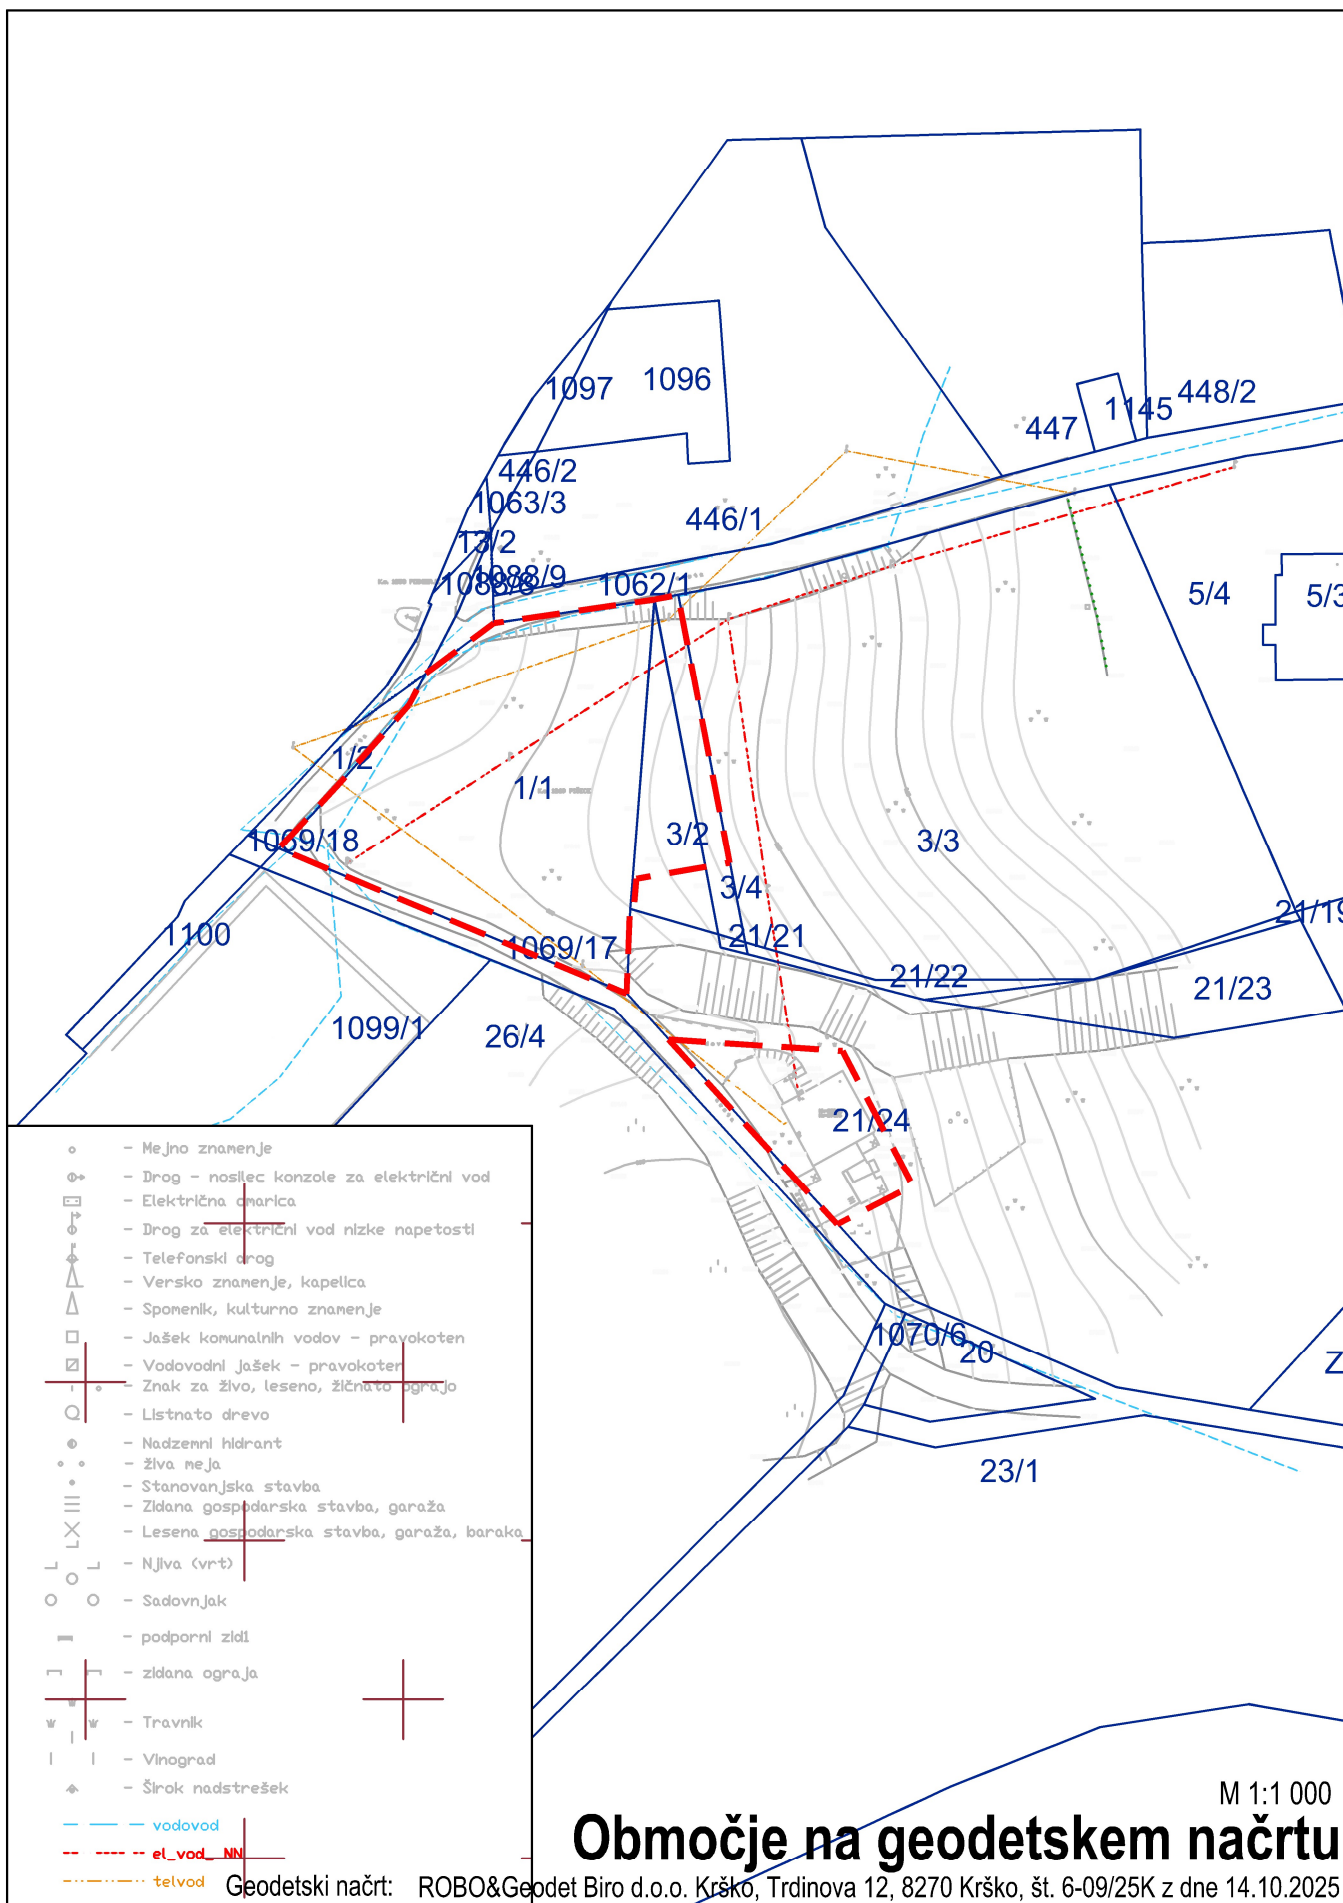 1097
1096
448/2
1145
447
446/2
1063/3
446/1
13/2
1088/9
1088/8
1062/1
5/4
5/3
1/2
1/1
1069/18
3/2
3/3
3/4
21/19
1100
1069/17
21/21
21/22
21/23
1099/1
26/4
21/24
1070/6
20
23/1
- Mejno znamenje
- Drog - nosilec konzole za električni vod
- Električna omarica
- Drog za električni vod nizke napetosti
- Telefonski drog
- Versko znamenje, kapelica
- Spomenik, kulturno znamenje
- Jašek komunalnih vodov - pravokoten
- Vodovodni jašek - pravokoten
- Znak za živo, leseno, žičnato ograjo
- Listnato drevo
- Nadzemni hidrant
- živa meja
- Stanovanjska stavba
- Zidana gospodarska stavba, garaža
- Lesena gospodarska stavba, garaža, baraka
- Njiva (vrt)
- Sadovnjak
- podporni zid1
- zidana ograja
- Travnik
- Vinograd
- Širok nadstrešek
vodovod
el_vod_ NN
telvod
M 1:1 000
Območje na geodetskem načrtu
Geodetski načrt: ROBO&Geodet Biro d.o.o. Krško, Trdinova 12, 8270 Krško, št. 6-09/25K z dne 14.10.2025